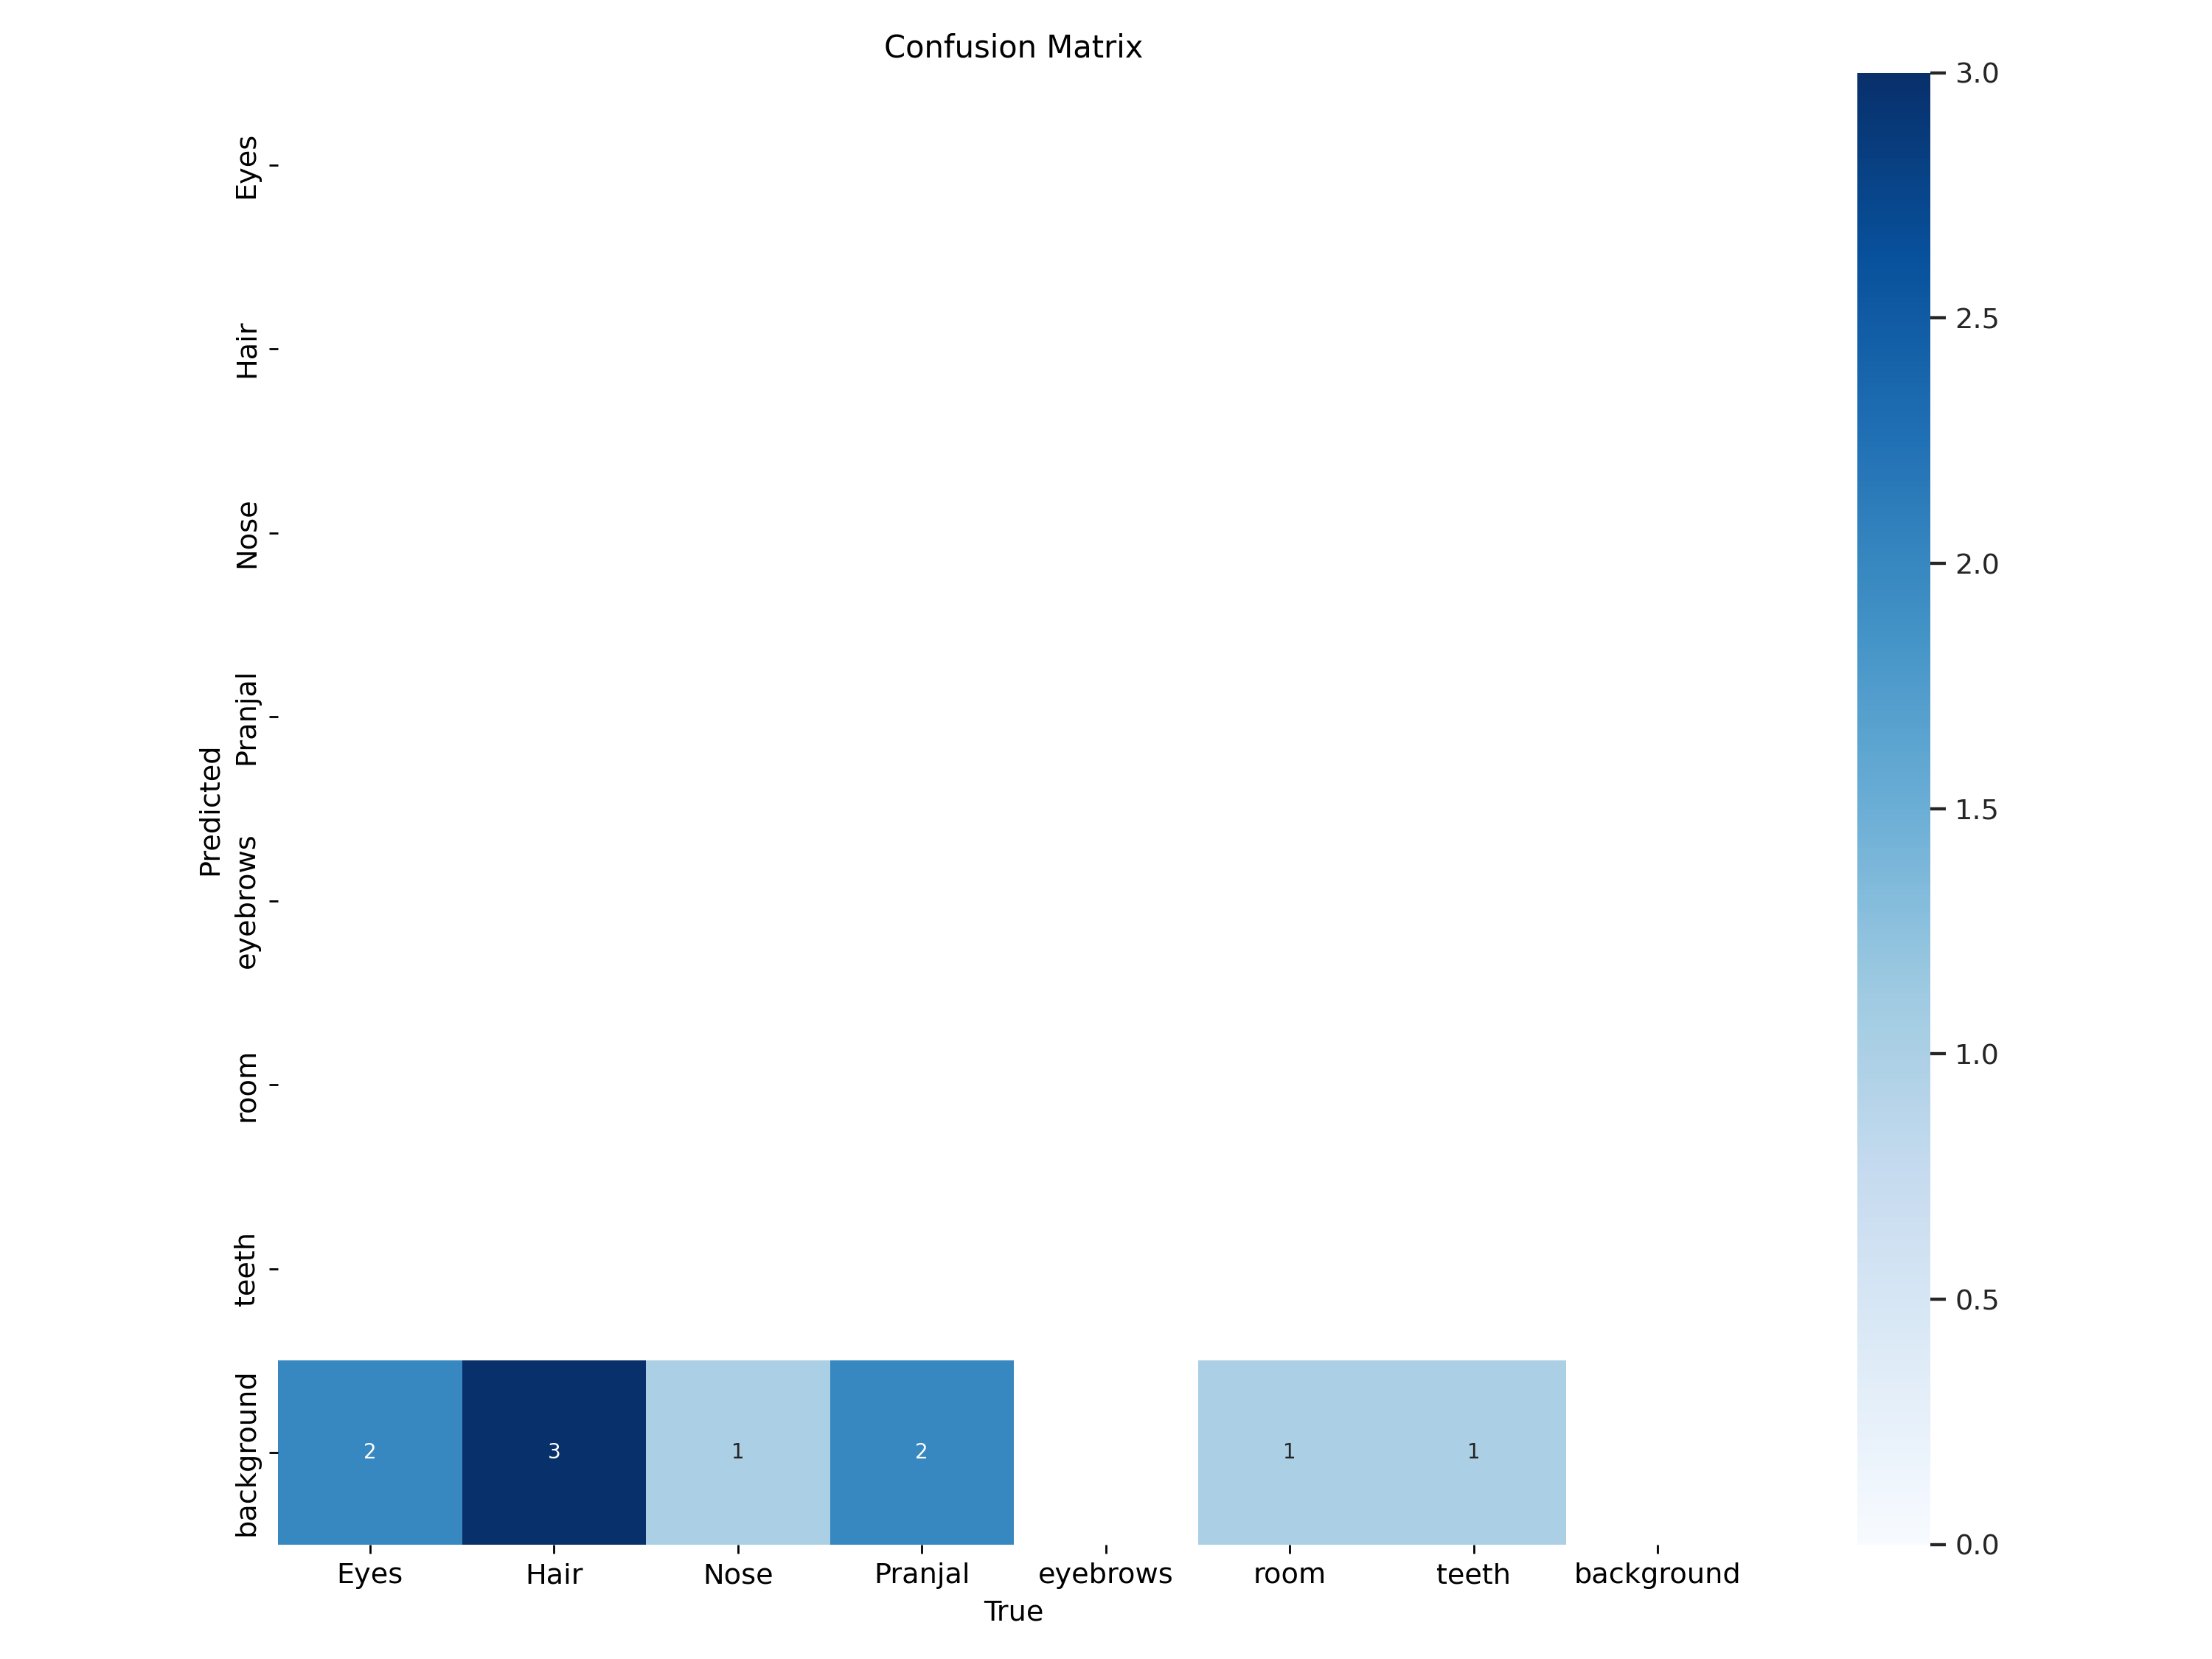 Confusion Matrix
Predicted
Eyes
Hair
Nose
Pranjal
eyebrows
room
teeth
background
2 3 1 2 1 1
Eyes Hair Nose Pranjal eyebrows room teeth background
True
3.0
2.5
2.0
1.5
1.0
0.5
0.0